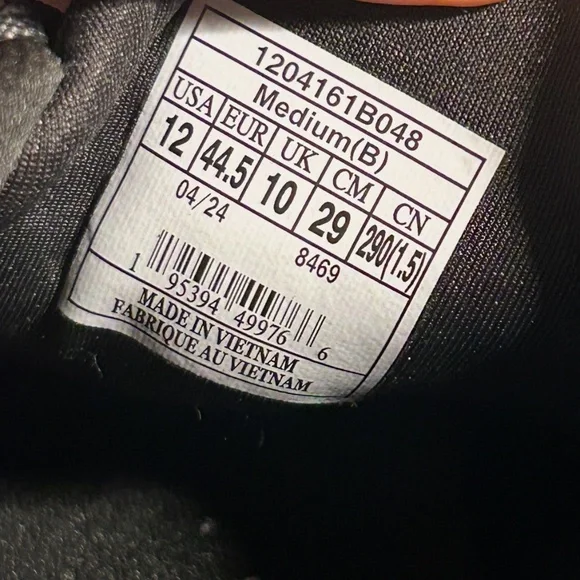 1204161B048
Medium(B)
USA EUR UK CM CN
12 44.5 10 29 290(1.5)
04/24 8469
1 95394 49976 6
MADE IN VIETNAM
FABRIQUE AU VIETNAM